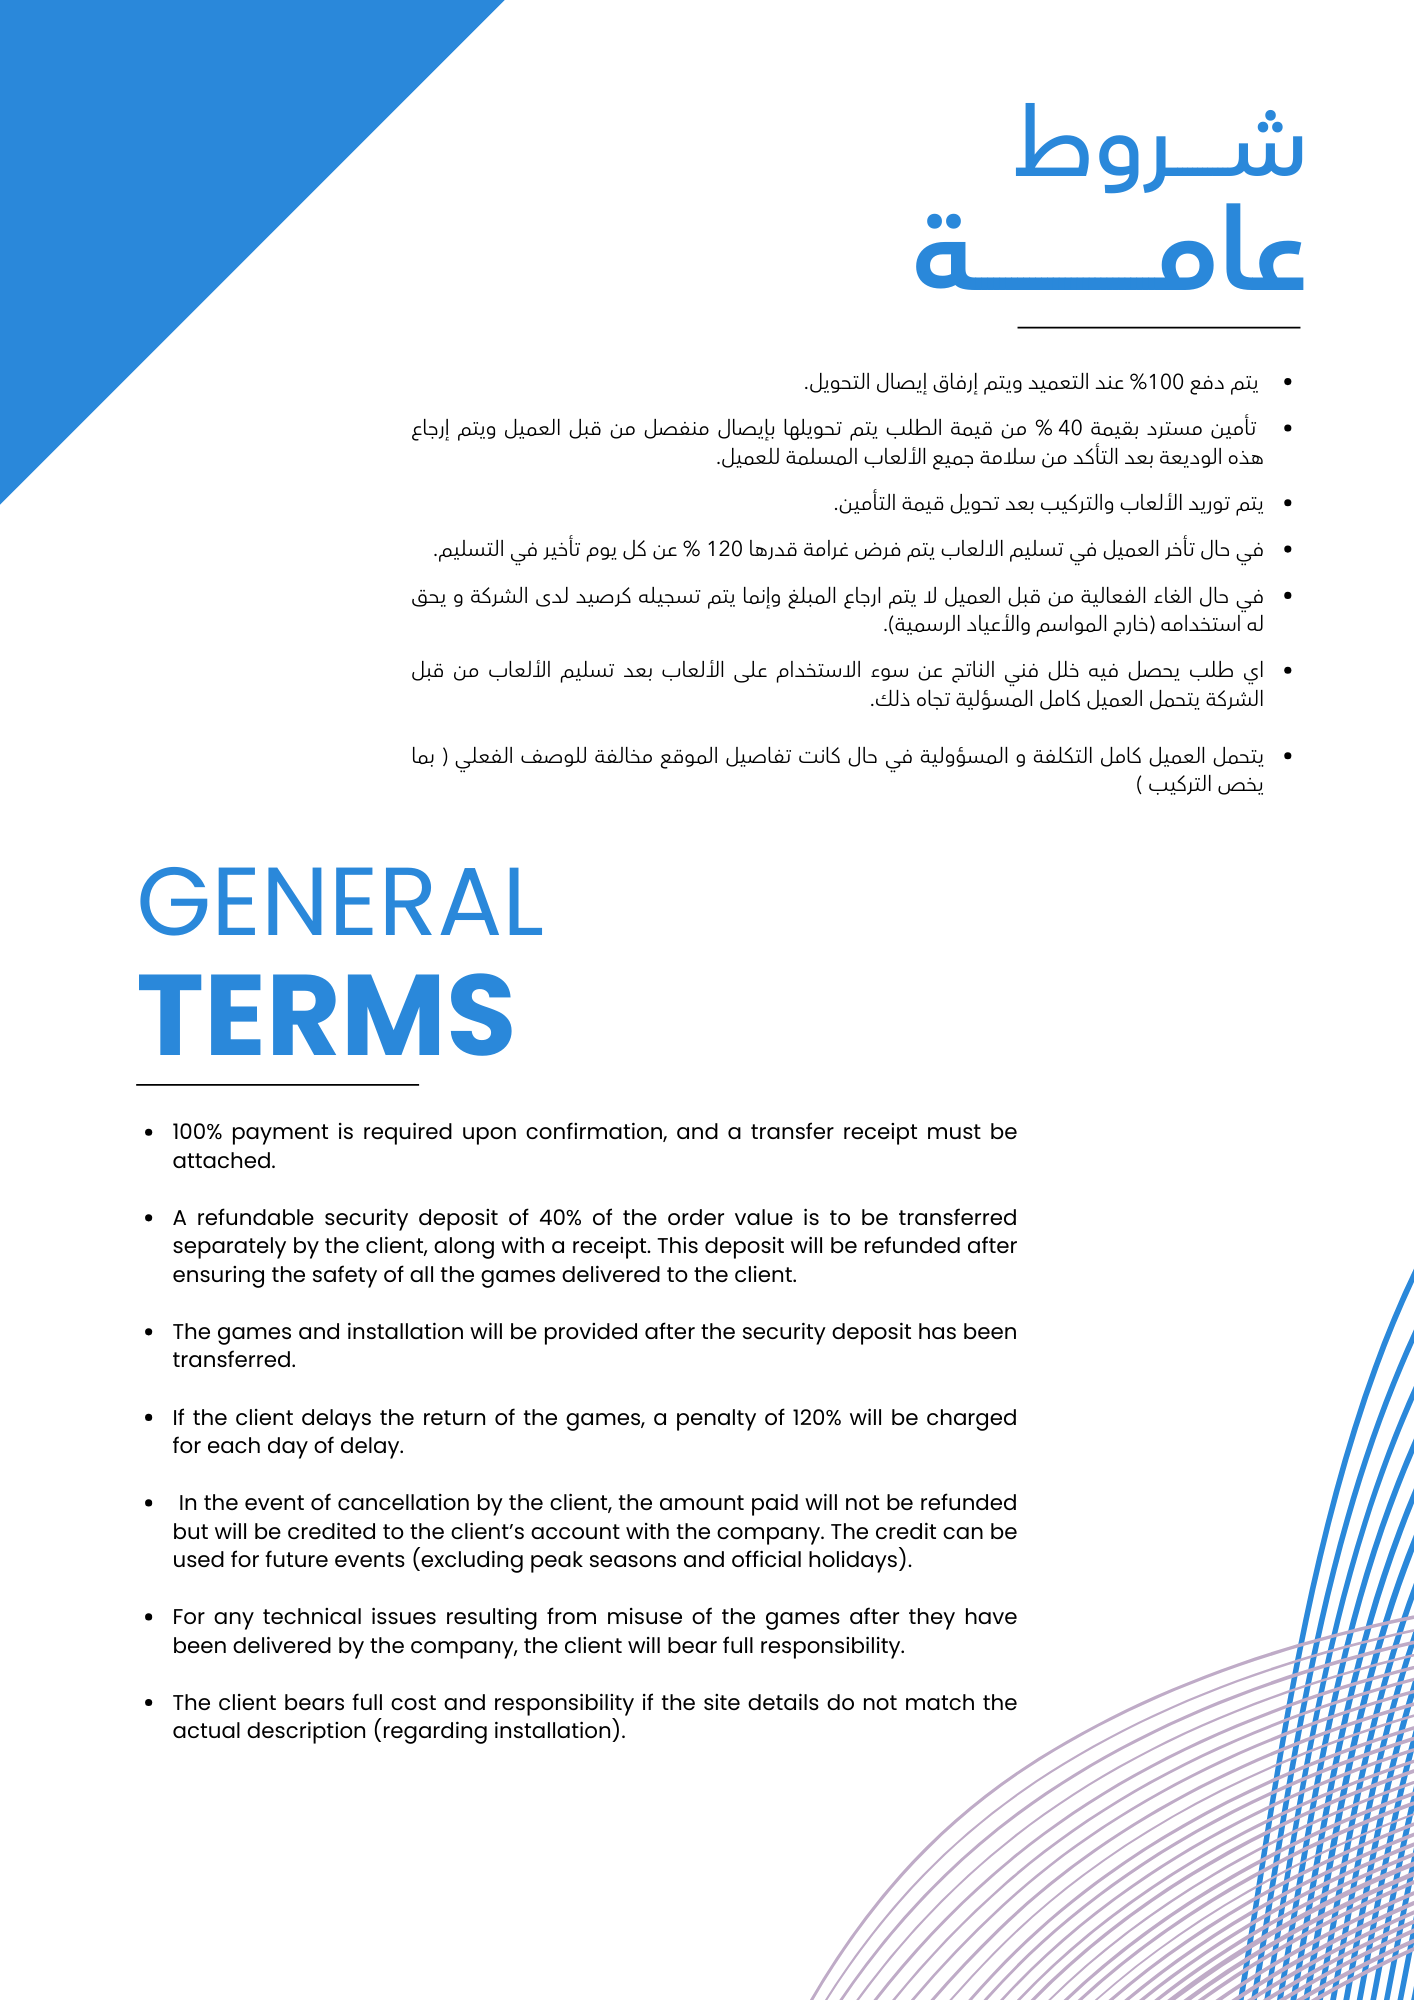 شروط
عامة
• يتم دفع 100% عند التعميد ويتم إرفاق إيصال التحويل.
• تأمين مسترد بقيمة 40 % من قيمة الطلب يتم تحويلها بإيصال منفصل من قبل العميل ويتم إرجاع
هذه الوديعة بعد التأكد من سلامة جميع الألعاب المسلمة للعميل.
• يتم توريد الألعاب والتركيب بعد تحويل قيمة التأمين.
• في حال تأخر العميل في تسليم الالعاب يتم فرض غرامة قدرها 120 % عن كل يوم تأخير في التسليم.
• في حال الغاء الفعالية من قبل العميل لا يتم ارجاع المبلغ وإنما يتم تسجيله كرصيد لدى الشركة و يحق
له استخدامه (خارج المواسم والأعياد الرسمية).
• اي طلب يحصل فيه خلل فني الناتج عن سوء الاستخدام على الألعاب بعد تسليم الألعاب من قبل
الشركة يتحمل العميل كامل المسؤلية تجاه ذلك.
• يتحمل العميل كامل التكلفة و المسؤولية في حال كانت تفاصيل الموقع مخالفة للوصف الفعلي ( بما
يخص التركيب )
GENERAL
TERMS
• 100% payment is required upon confirmation, and a transfer receipt must be
attached.
• A refundable security deposit of 40% of the order value is to be transferred
separately by the client, along with a receipt. This deposit will be refunded after
ensuring the safety of all the games delivered to the client.
• The games and installation will be provided after the security deposit has been
transferred.
• If the client delays the return of the games, a penalty of 120% will be charged
for each day of delay.
• In the event of cancellation by the client, the amount paid will not be refunded
but will be credited to the client’s account with the company. The credit can be
used for future events (excluding peak seasons and official holidays).
• For any technical issues resulting from misuse of the games after they have
been delivered by the company, the client will bear full responsibility.
• The client bears full cost and responsibility if the site details do not match the
actual description (regarding installation).